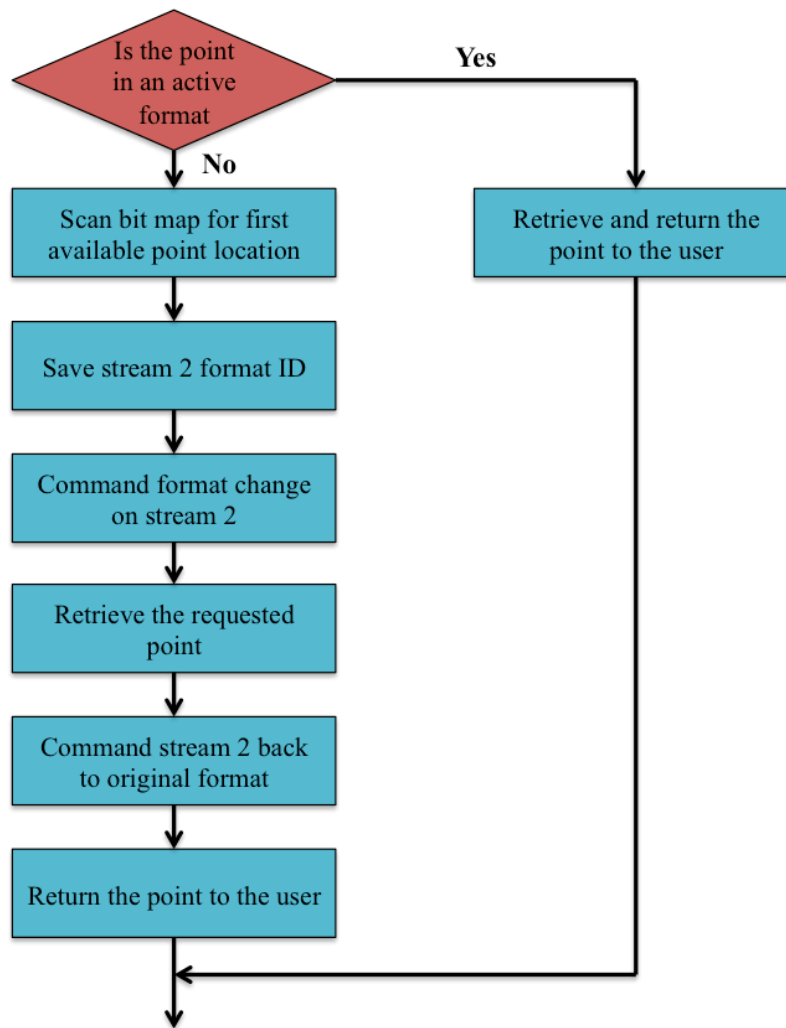 Is the point
in an active
format
Yes
No
Scan bit map for first
available point location
Retrieve and return the
point to the user
Save stream 2 format ID
Command format change
on stream 2
Retrieve the requested
point
Command stream 2 back
to original format
Return the point to the user